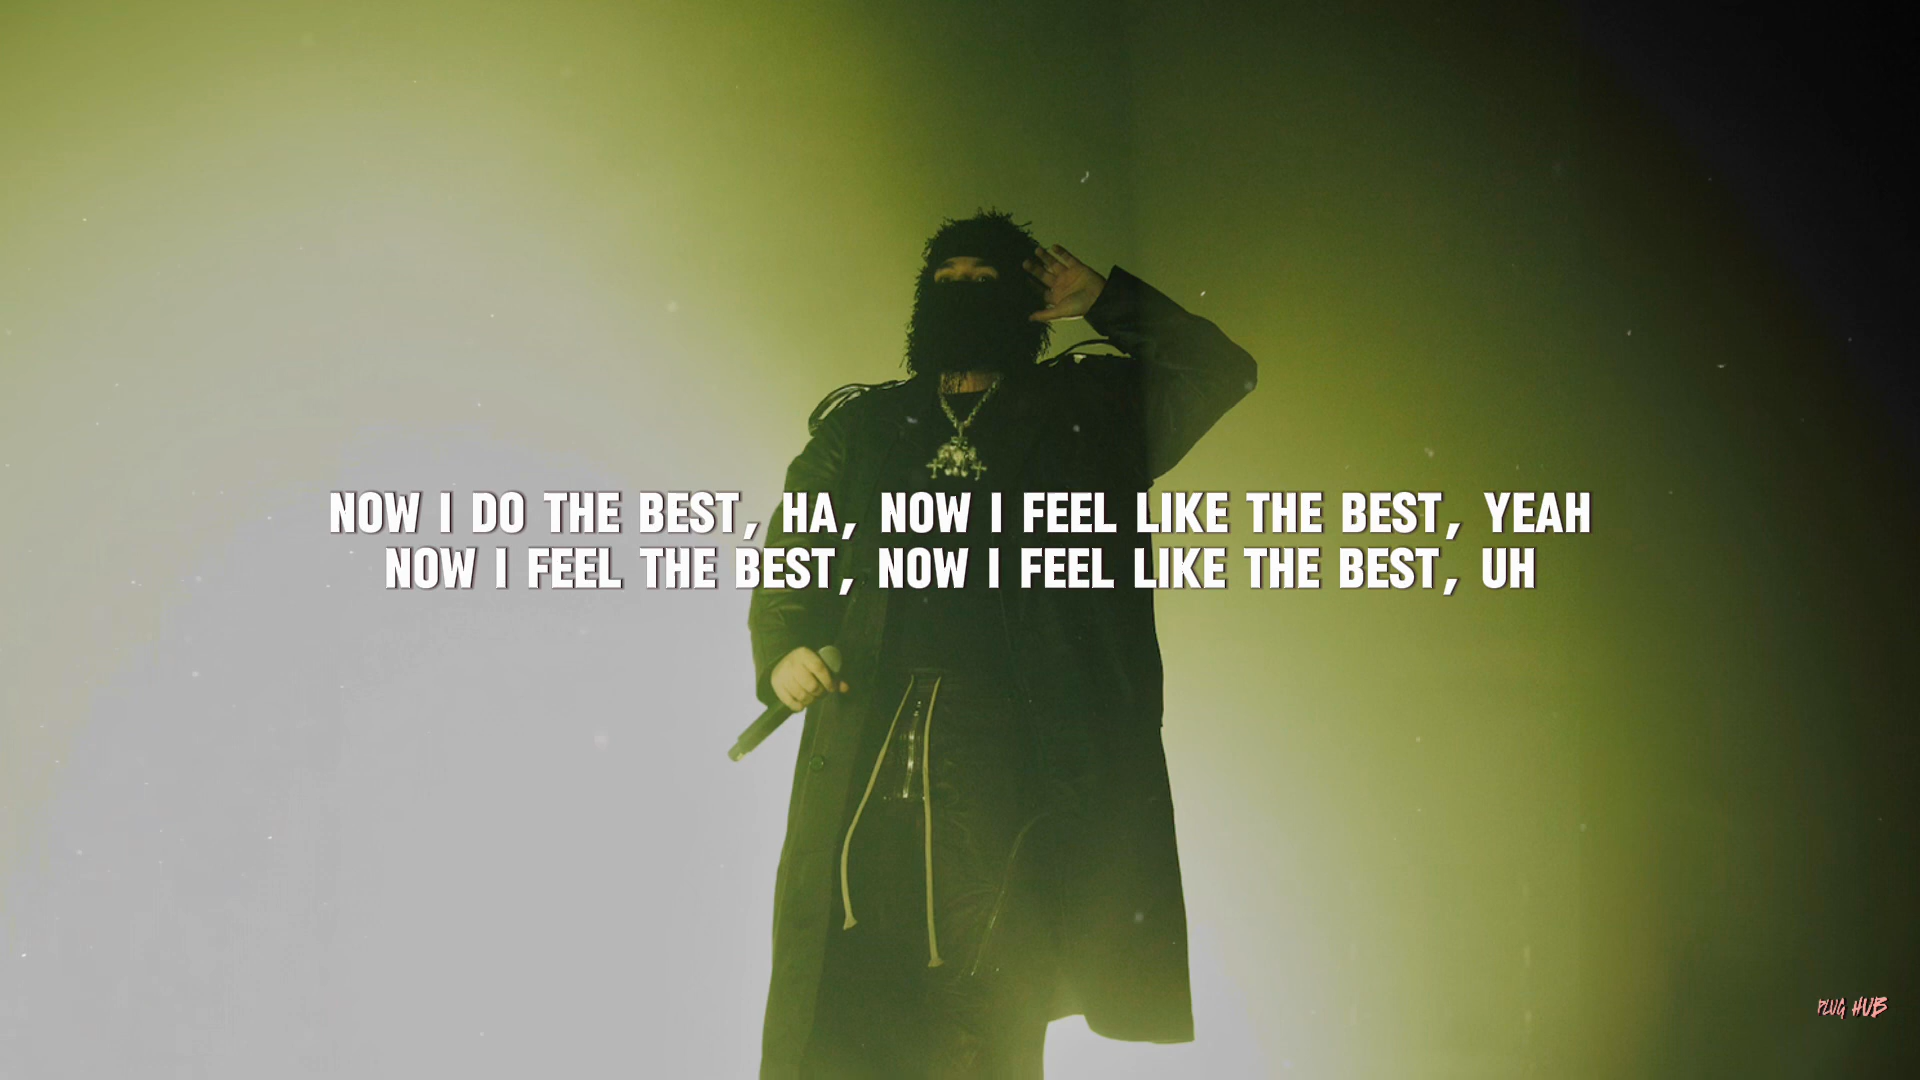 NOW I DO THE BEST, HA, NOW I FEEL LIKE THE BEST, YEAH
NOW I FEEL THE BEST, NOW I FEEL LIKE THE BEST, UH
PLUG HUB